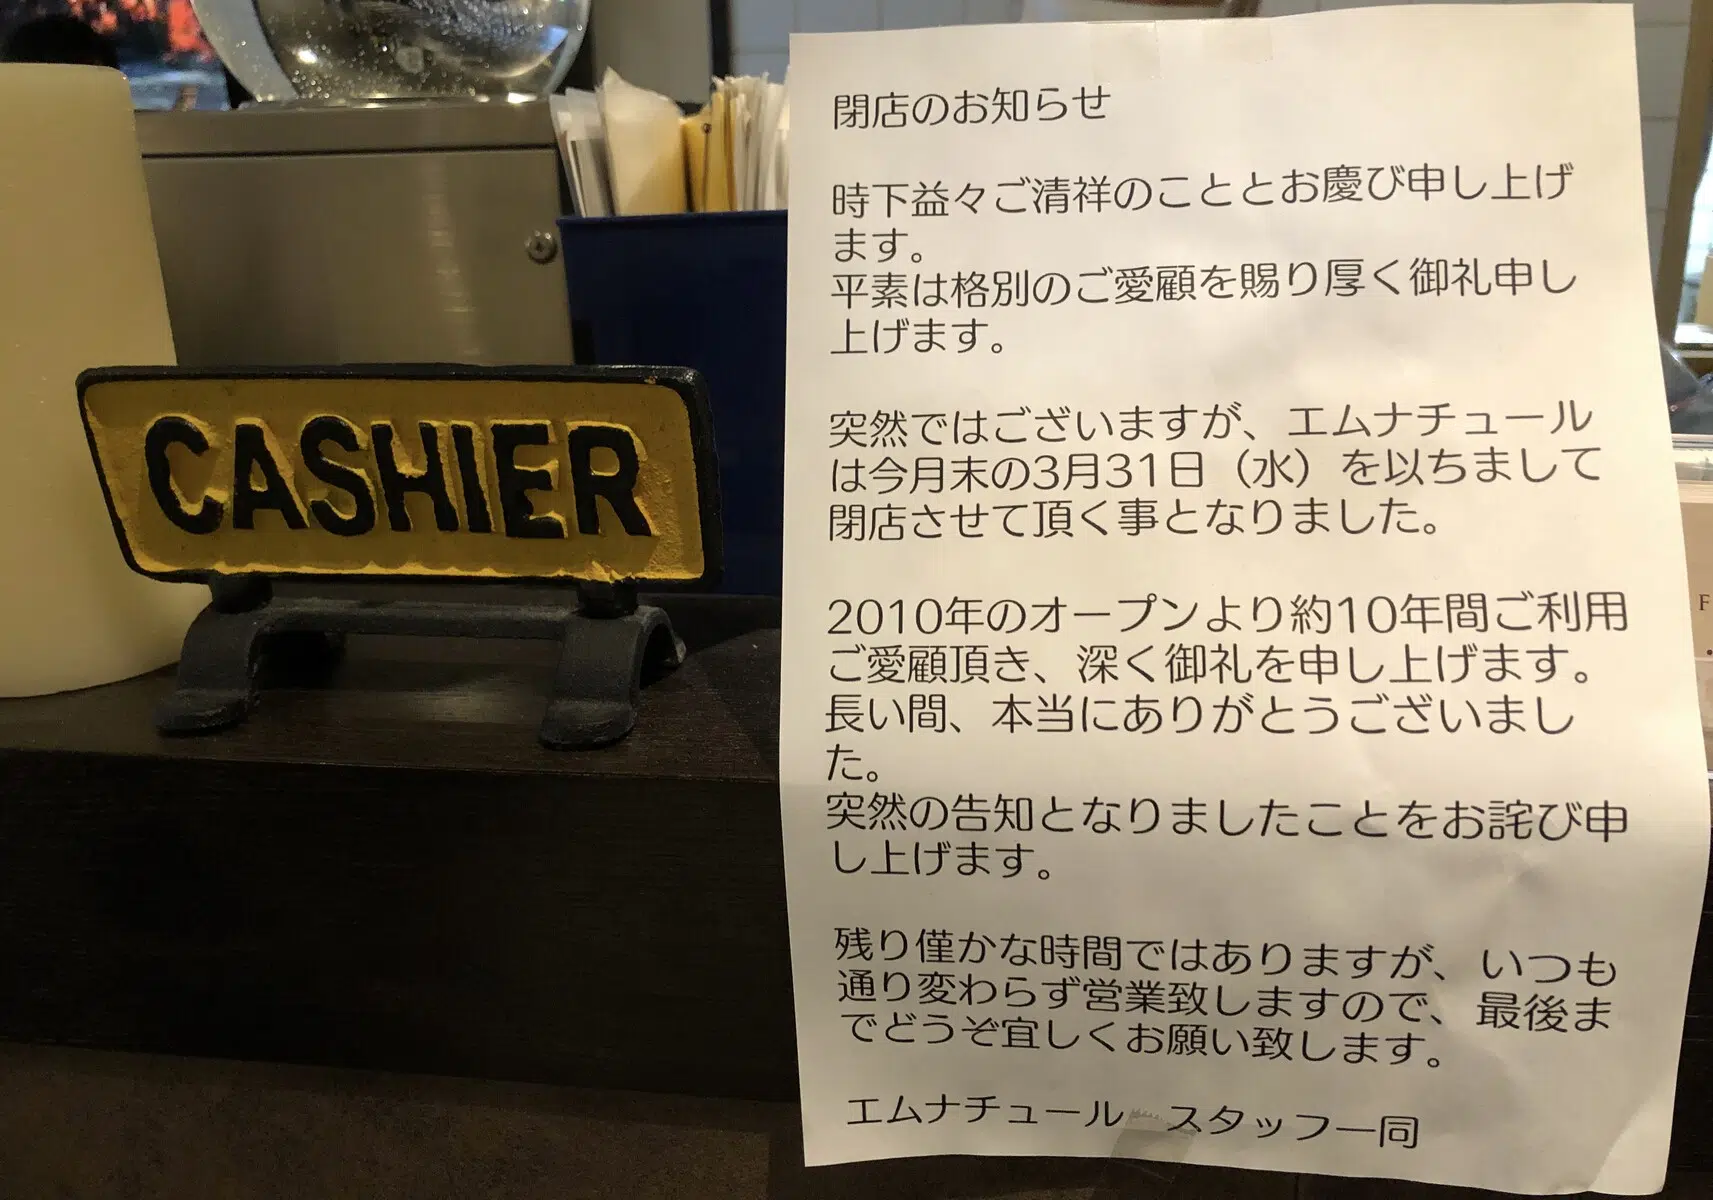 CASHIER
閉店のお知らせ
時下益々ご清祥のこととお慶び申し上げ
ます。
平素は格別のご愛顧を賜り厚く御礼申し
上げます。
突然ではございますが、エムナチュール
は今月末の3月31日（水）を以ちまして
閉店させて頂く事となりました。
2010年のオープンより約10年間ご利用
ご愛顧頂き、深く御礼を申し上げます。
長い間、本当にありがとうございまし
た。
突然の告知となりましたことをお詫び申
し上げます。
残り僅かな時間ではありますが、いつも
通り変わらず営業致しますので、最後ま
でどうぞ宜しくお願い致します。
エムナチュール　スタッフ一同
F